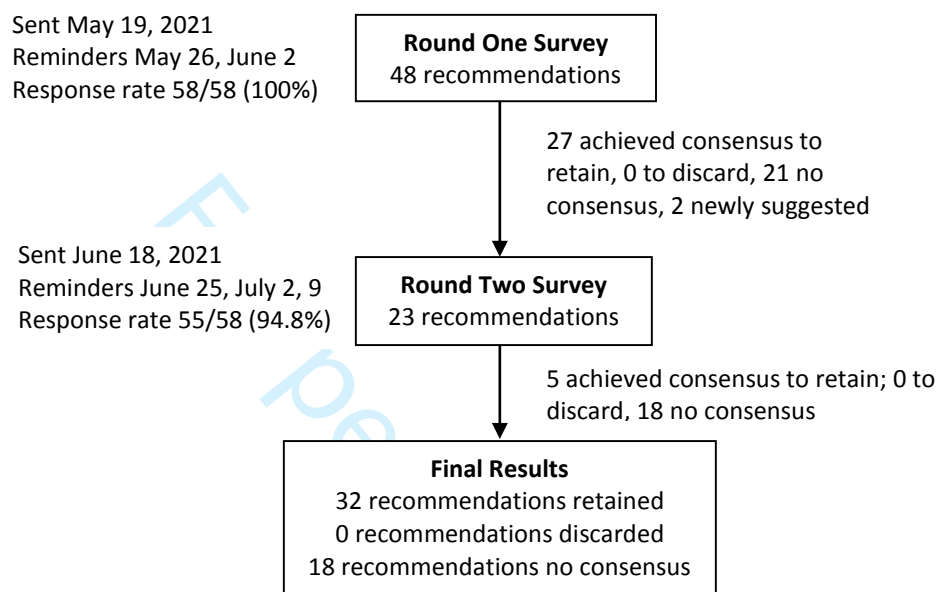 Sent May 19, 2021
Reminders May 26, June 2
Response rate 58/58 (100%)
Round One Survey
48 recommendations
27 achieved consensus to
retain, 0 to discard, 21 no
consensus, 2 newly suggested
Sent June 18, 2021
Reminders June 25, July 2, 9
Response rate 55/58 (94.8%)
Round Two Survey
23 recommendations
5 achieved consensus to retain; 0 to
discard, 18 no consensus
Final Results
32 recommendations retained
0 recommendations discarded
18 recommendations no consensus